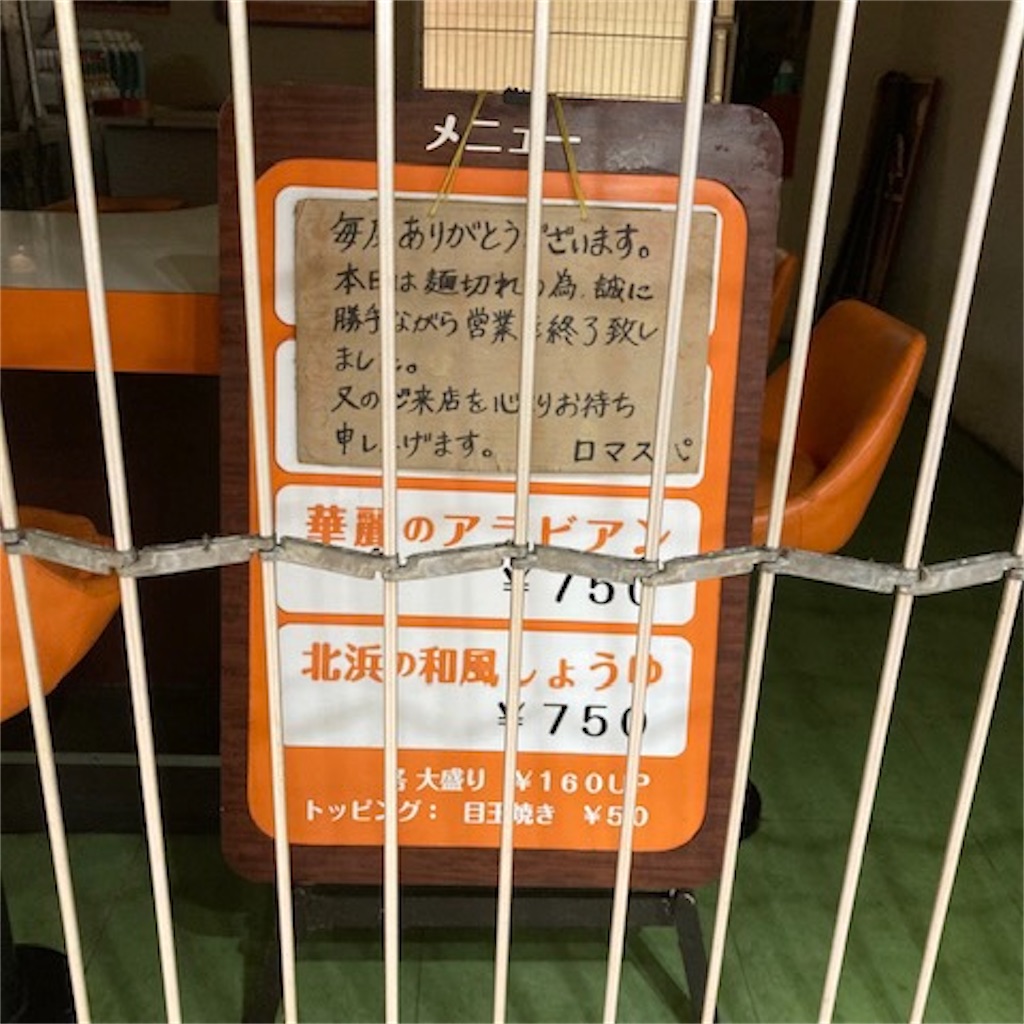 メニュー
毎度ありがとうございます。
本日は麺切れの為、誠に
勝手ながら営業を終了致し
ました。
又のご来店を心よりお待ち
申し上げます。 ロマスパ
華麗のアラビアン
¥750
北浜の和風しょうゆ
¥750
大盛り ¥160UP
トッピング: 目玉焼き ¥50